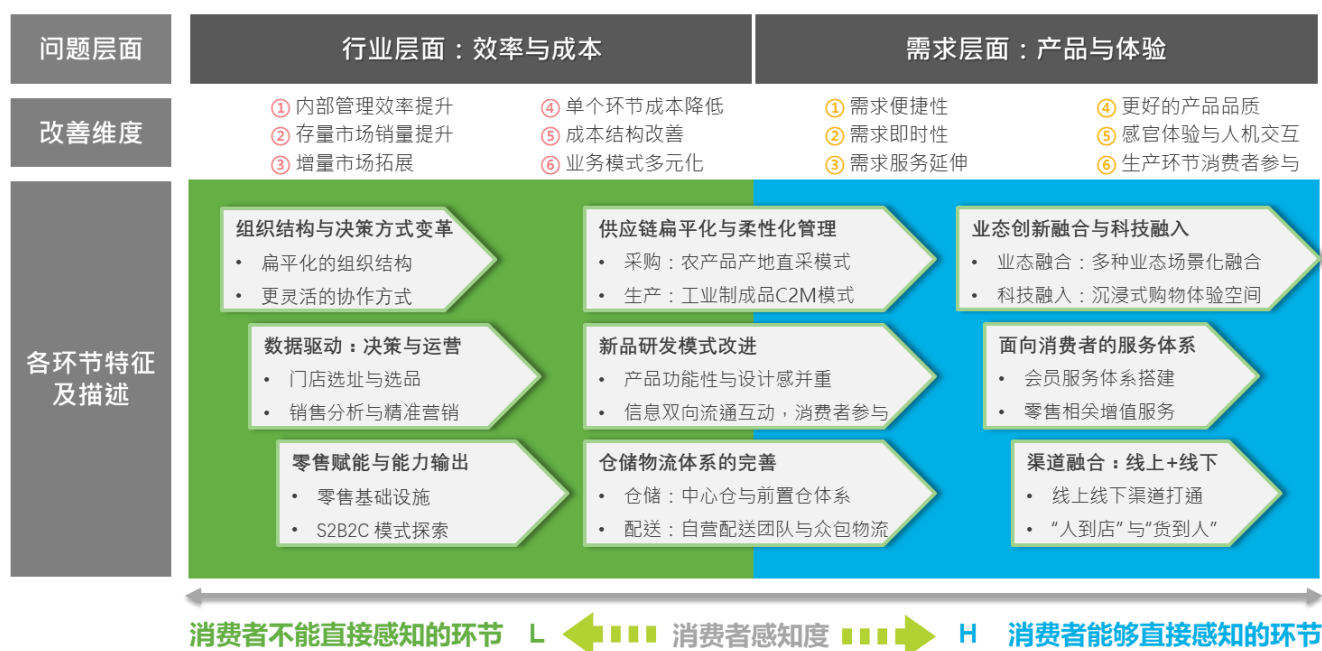 问题层面
行业层面：效率与成本
需求层面：产品与体验
改善维度
① 内部管理效率提升
② 存量市场销量提升
③ 增量市场拓展
④ 单个环节成本降低
⑤ 成本结构改善
⑥ 业务模式多元化
① 需求便捷性
② 需求即时性
③ 需求服务延伸
④ 更好的产品品质
⑤ 感官体验与人机交互
⑥ 生产环节消费者参与
各环节特征
及描述
组织结构与决策方式变革
• 扁平化的组织结构
• 更灵活的协作方式
数据驱动：决策与运营
• 门店选址与选品
• 销售分析与精准营销
零售赋能与能力输出
• 零售基础设施
• S2B2C 模式探索
供应链扁平化与柔性化管理
• 采购：农产品产地直采模式
• 生产：工业制成品C2M模式
新品研发模式改进
• 产品功能性与设计感并重
• 信息双向流通互动，消费者参与
仓储物流体系的完善
• 仓储：中心仓与前置仓体系
• 配送：自营配送团队与众包物流
业态创新融合与科技融入
• 业态融合：多种业态场景化融合
• 科技融入：沉浸式购物体验空间
面向消费者的服务体系
• 会员服务体系搭建
• 零售相关增值服务
渠道融合：线上+线下
• 线上线下渠道打通
• “人到店”与“货到人”
消费者不能直接感知的环节 L 消费者感知度 H 消费者能够直接感知的环节